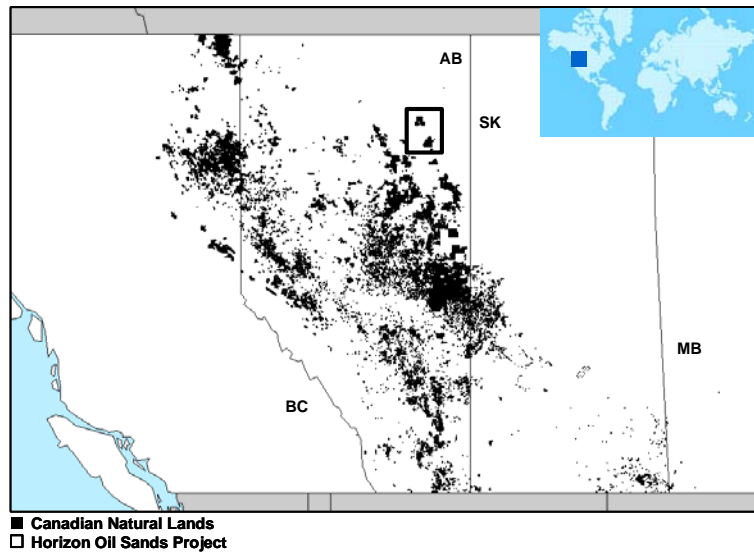 AB
SK
MB
BC
Canadian Natural Lands
Horizon Oil Sands Project